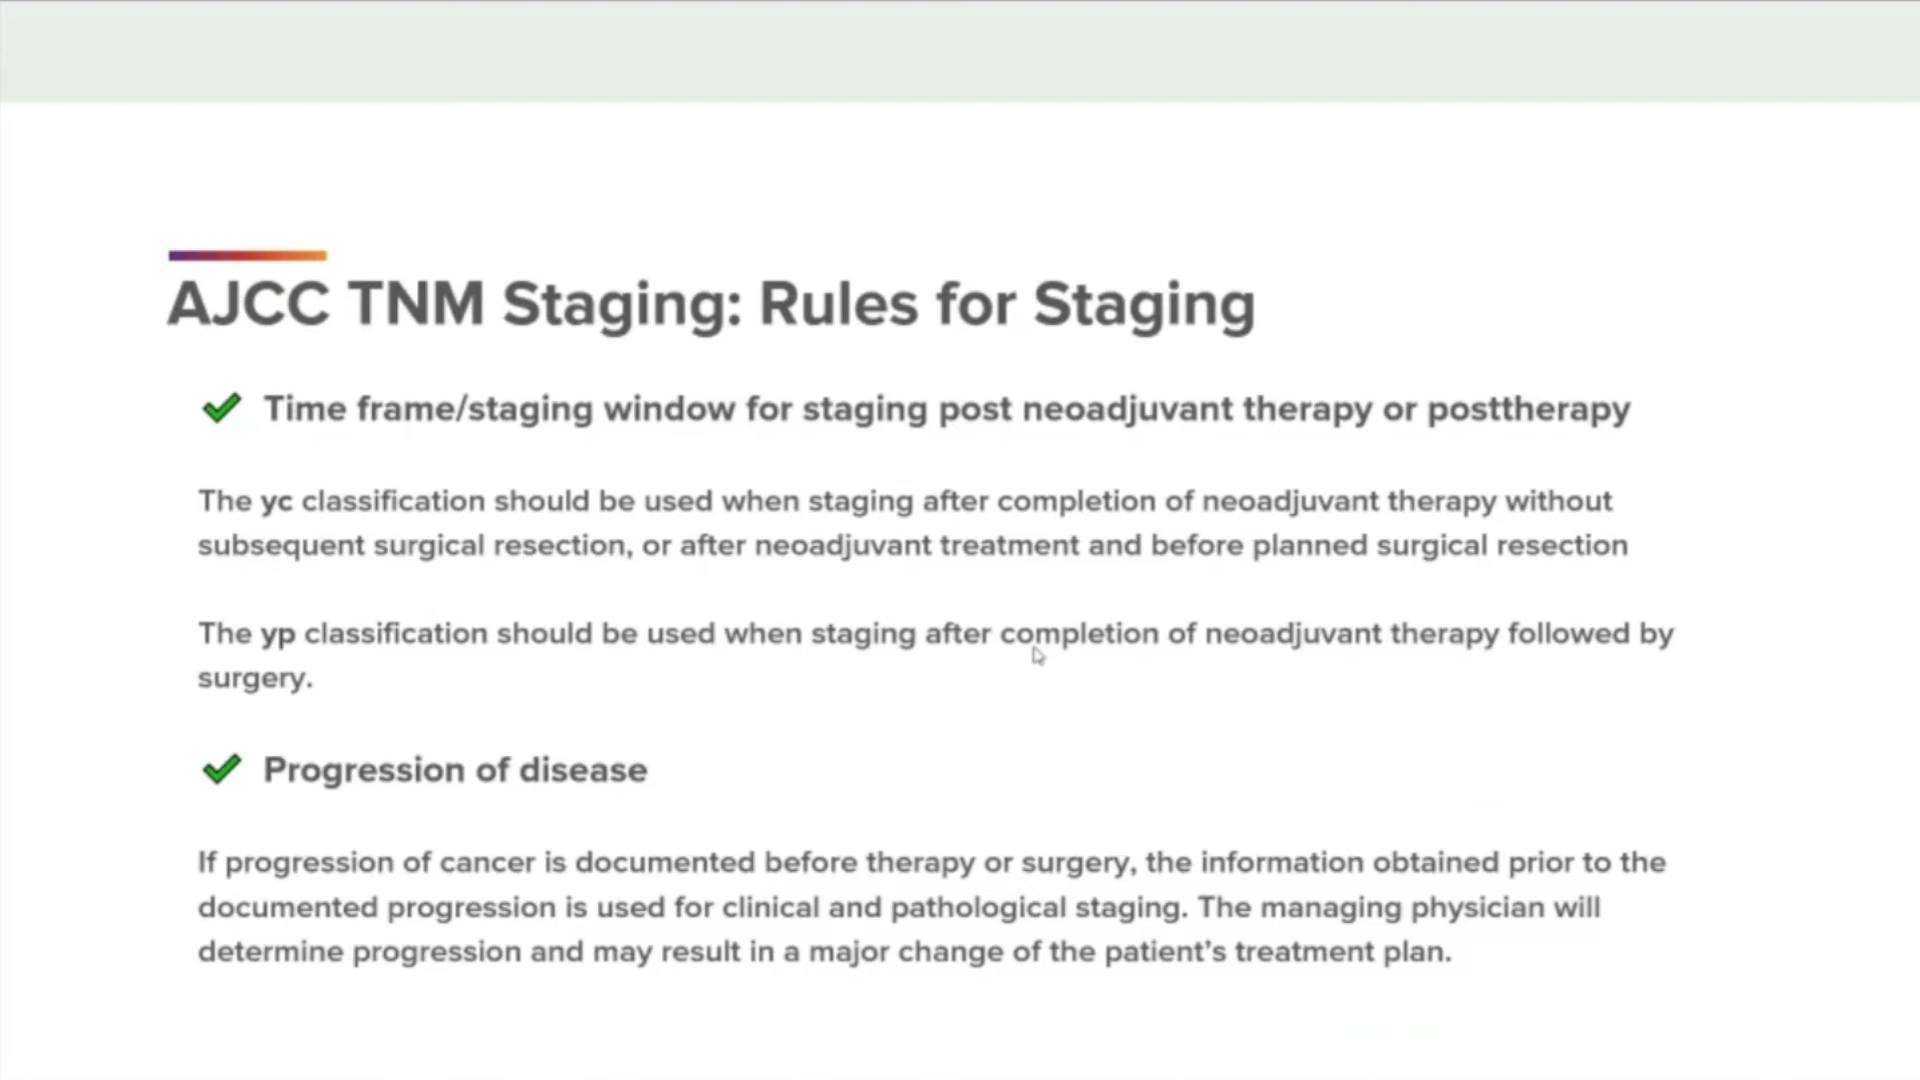 AJCC TNM Staging: Rules for Staging
Time frame/staging window for staging post neoadjuvant therapy or posttherapy
The yc classification should be used when staging after completion of neoadjuvant therapy without
subsequent surgical resection, or after neoadjuvant treatment and before planned surgical resection
The yp classification should be used when staging after completion of neoadjuvant therapy followed by
surgery.
Progression of disease
If progression of cancer is documented before therapy or surgery, the information obtained prior to the
documented progression is used for clinical and pathological staging. The managing physician will
determine progression and may result in a major change of the patient's treatment plan.